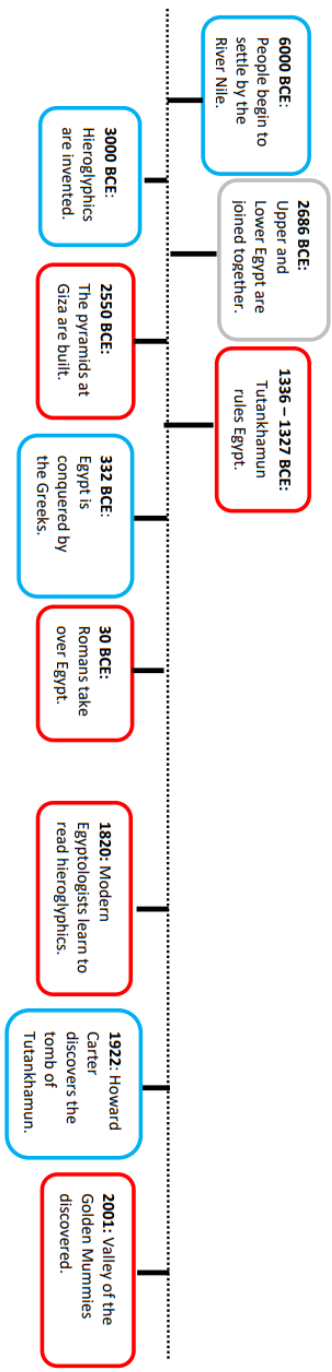 6000 BCE:
People begin to
settle by the
River Nile.
3000 BCE:
Hieroglyphics
are invented.
2686 BCE:
Upper and
Lower Egypt are
joined together.
2550 BCE:
The pyramids at
Giza are built.
1336 – 1327 BCE:
Tutankhamun
rules Egypt.
332 BCE:
Egypt is
conquered by
the Greeks.
30 BCE:
Romans take
over Egypt.
1820: Modern
Egyptologists learn to
read hieroglyphics.
1922: Howard
Carter
discovers the
tomb of
Tutankhamun.
2001: Valley of the
Golden Mummies
discovered.